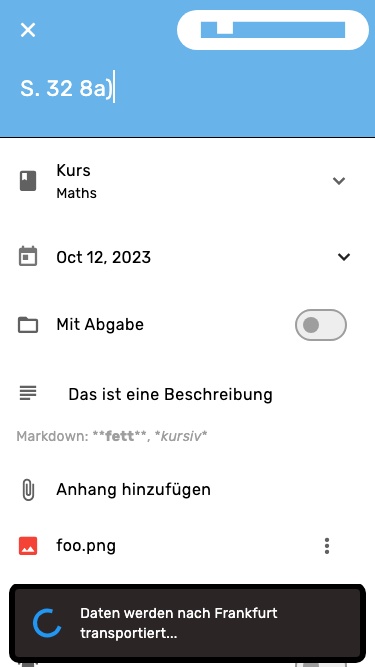 S. 32 8a)
Kurs
Maths
Oct 12, 2023
Mit Abgabe
Das ist eine Beschreibung
Markdown: **fett**, *kursiv*
Anhang hinzufügen
foo.png
Daten werden nach Frankfurt
transportiert...